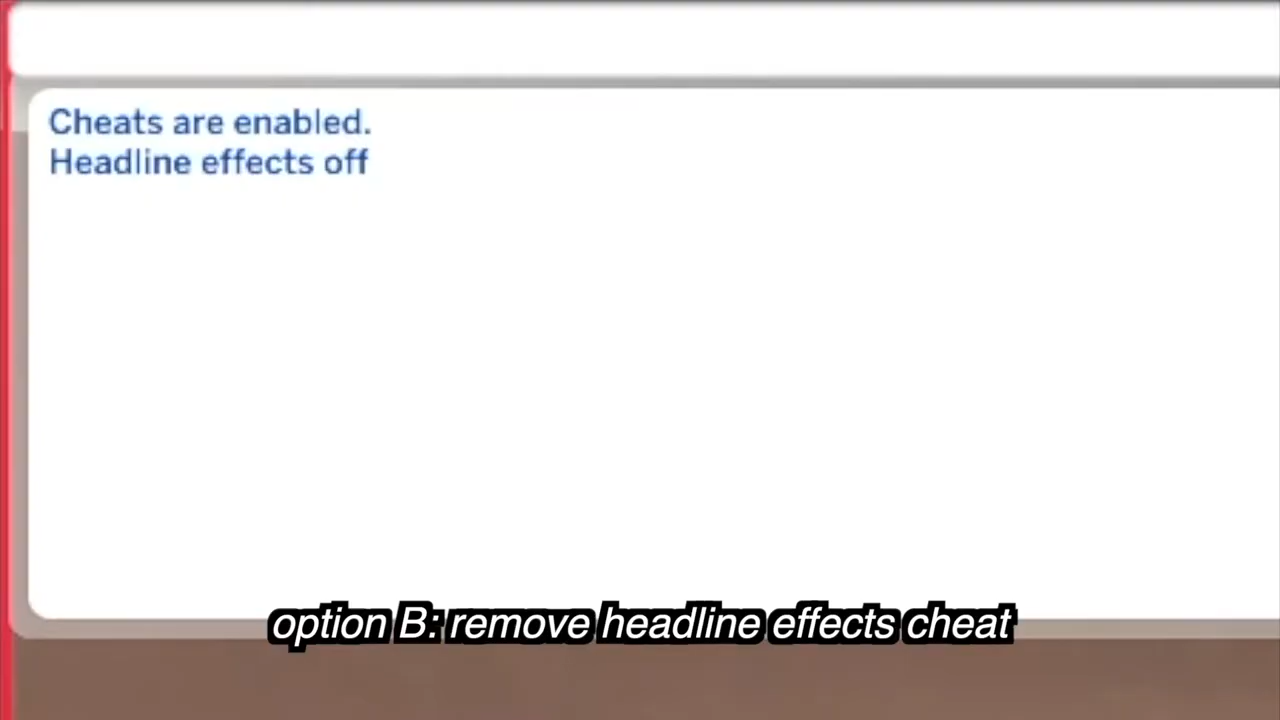 Cheats are enabled.
Headline effects off
option B: remove headline effects cheat